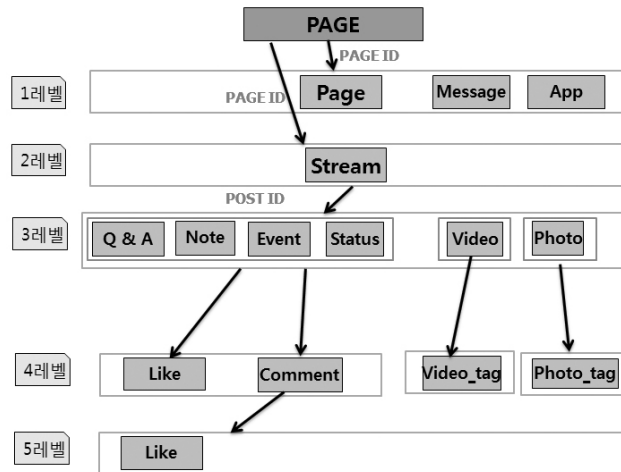 PAGE
PAGE ID
1레벨
PAGE ID
Page
Message
App
2레벨
Stream
POST ID
3레벨
Q & A
Note
Event
Status
Video
Photo
4레벨
Like
Comment
Video_tag
Photo_tag
5레벨
Like